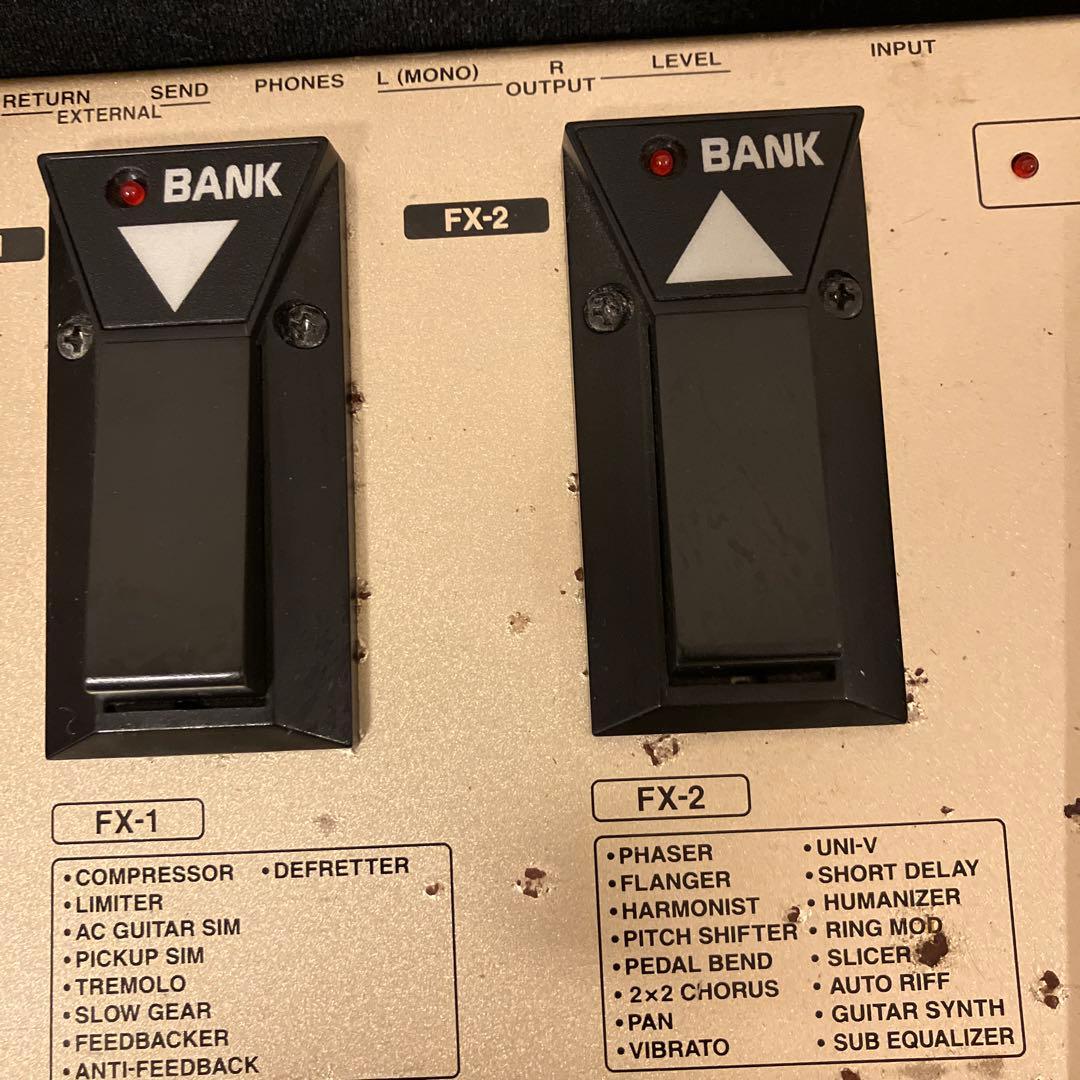 RETURN SEND PHONES L (MONO) R LEVEL INPUT
EXTERNAL OUTPUT
BANK
BANK
FX-2
FX-1
• COMPRESSOR • DEFRETTER
• LIMITER
• AC GUITAR SIM
• PICKUP SIM
• TREMOLO
• SLOW GEAR
• FEEDBACKER
• ANTI-FEEDBACK
FX-2
• PHASER • UNI-V
• FLANGER • SHORT DELAY
• HARMONIST • HUMANIZER
• PITCH SHIFTER • RING MOD
• PEDAL BEND • SLICER
• 2×2 CHORUS • AUTO RIFF
• PAN • GUITAR SYNTH
• VIBRATO • SUB EQUALIZER